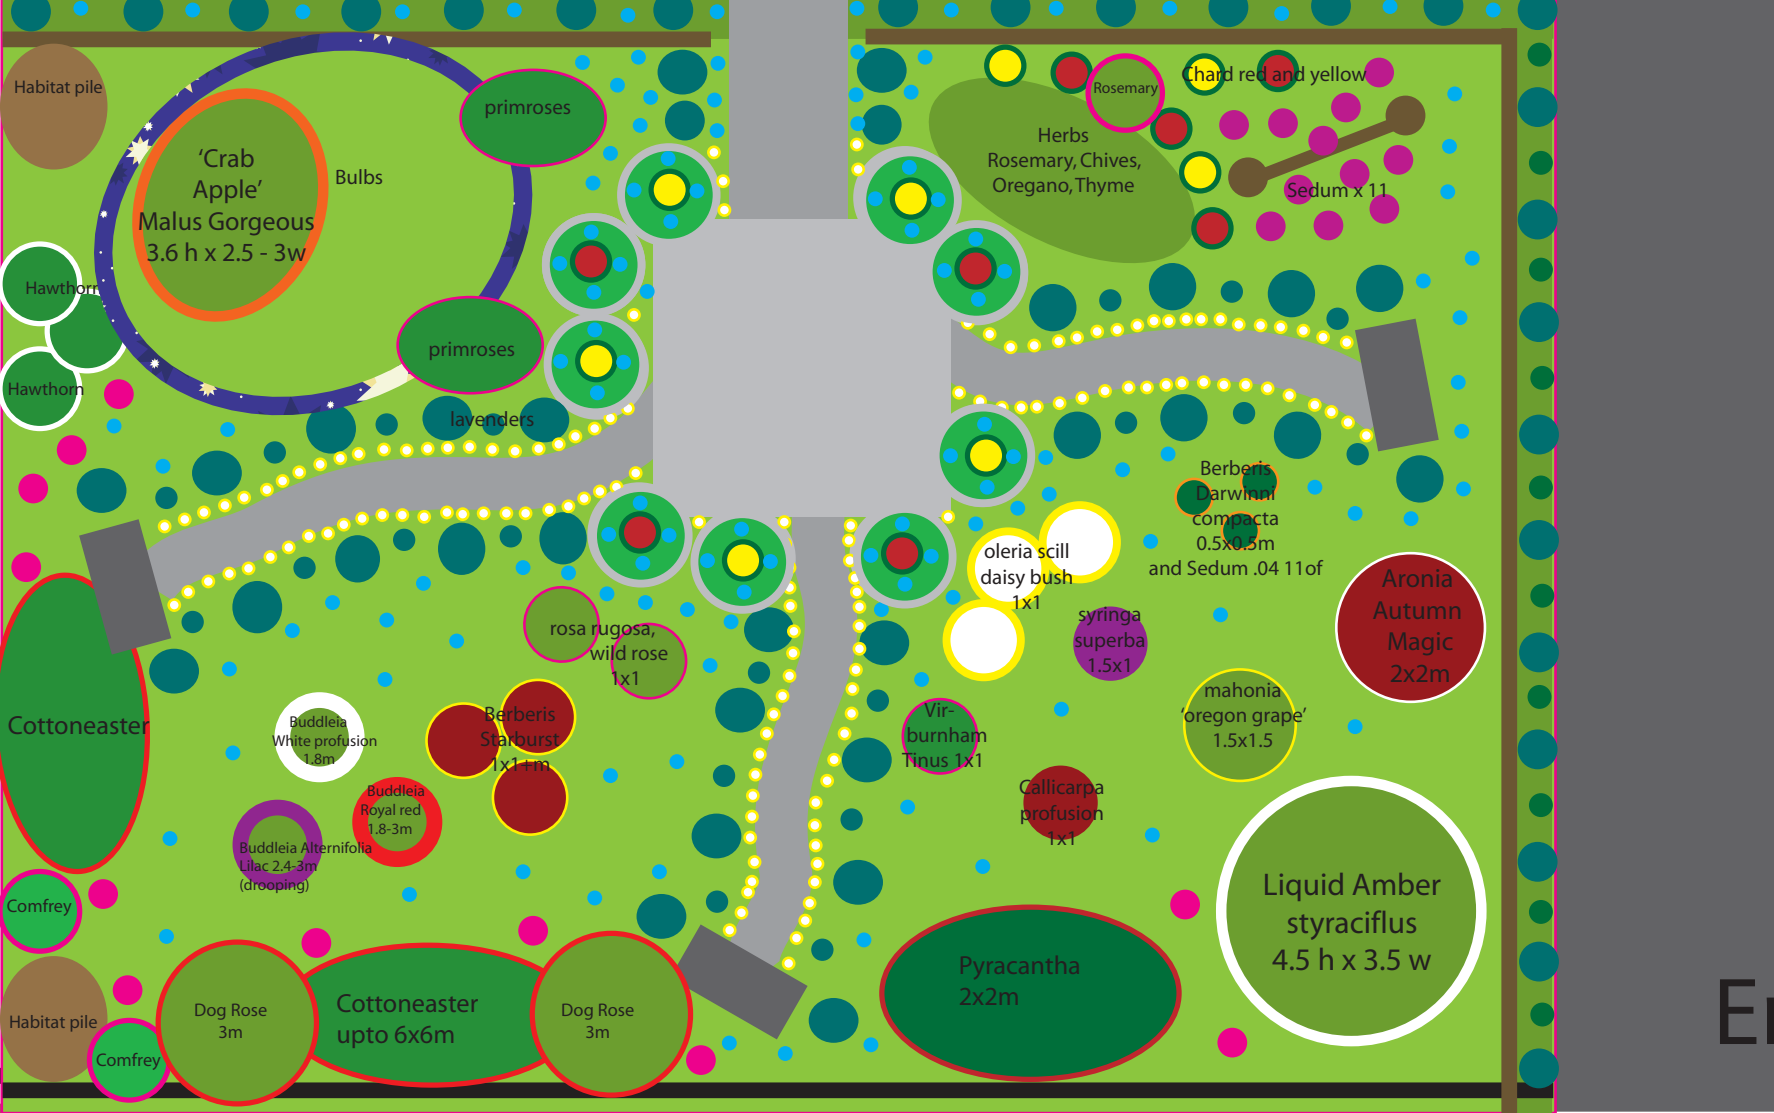 Habitat pile
‘Crab
Apple’
Malus Gorgeous
3.6 h x 2.5 - 3w
Bulbs
primroses
primroses
Hawthorn
Hawthorn
lavenders
Herbs
Rosemary, Chives,
Oregano, Thyme
Rosemary
Chard red and yellow
Sedum x 11
Berberis
Darwinni
compacta
0.5x0.5m
and Sedum .04 11of
oleria scill
daisy bush
1x1
syringa
superba
1.5x1
Aronia
Autumn
Magic
2x2m
mahonia
‘oregon grape’
1.5x1.5
Vir-
burnham
Tinus 1x1
Callicarpa
profusion
1x1
Liquid Amber
styraciflus
4.5 h x 3.5 w
Pyracantha
2x2m
rosa rugosa,
wild rose
1x1
Berberis
Starburst
1x1+m
Buddleia
White profusion
1.8m
Buddleia
Royal red
1.8-3m
Buddleia Alternifolia
Lilac 2.4-3m
(drooping)
Cottoneaster
Comfrey
Habitat pile
Comfrey
Dog Rose
3m
Cottoneaster
upto 6x6m
Dog Rose
3m